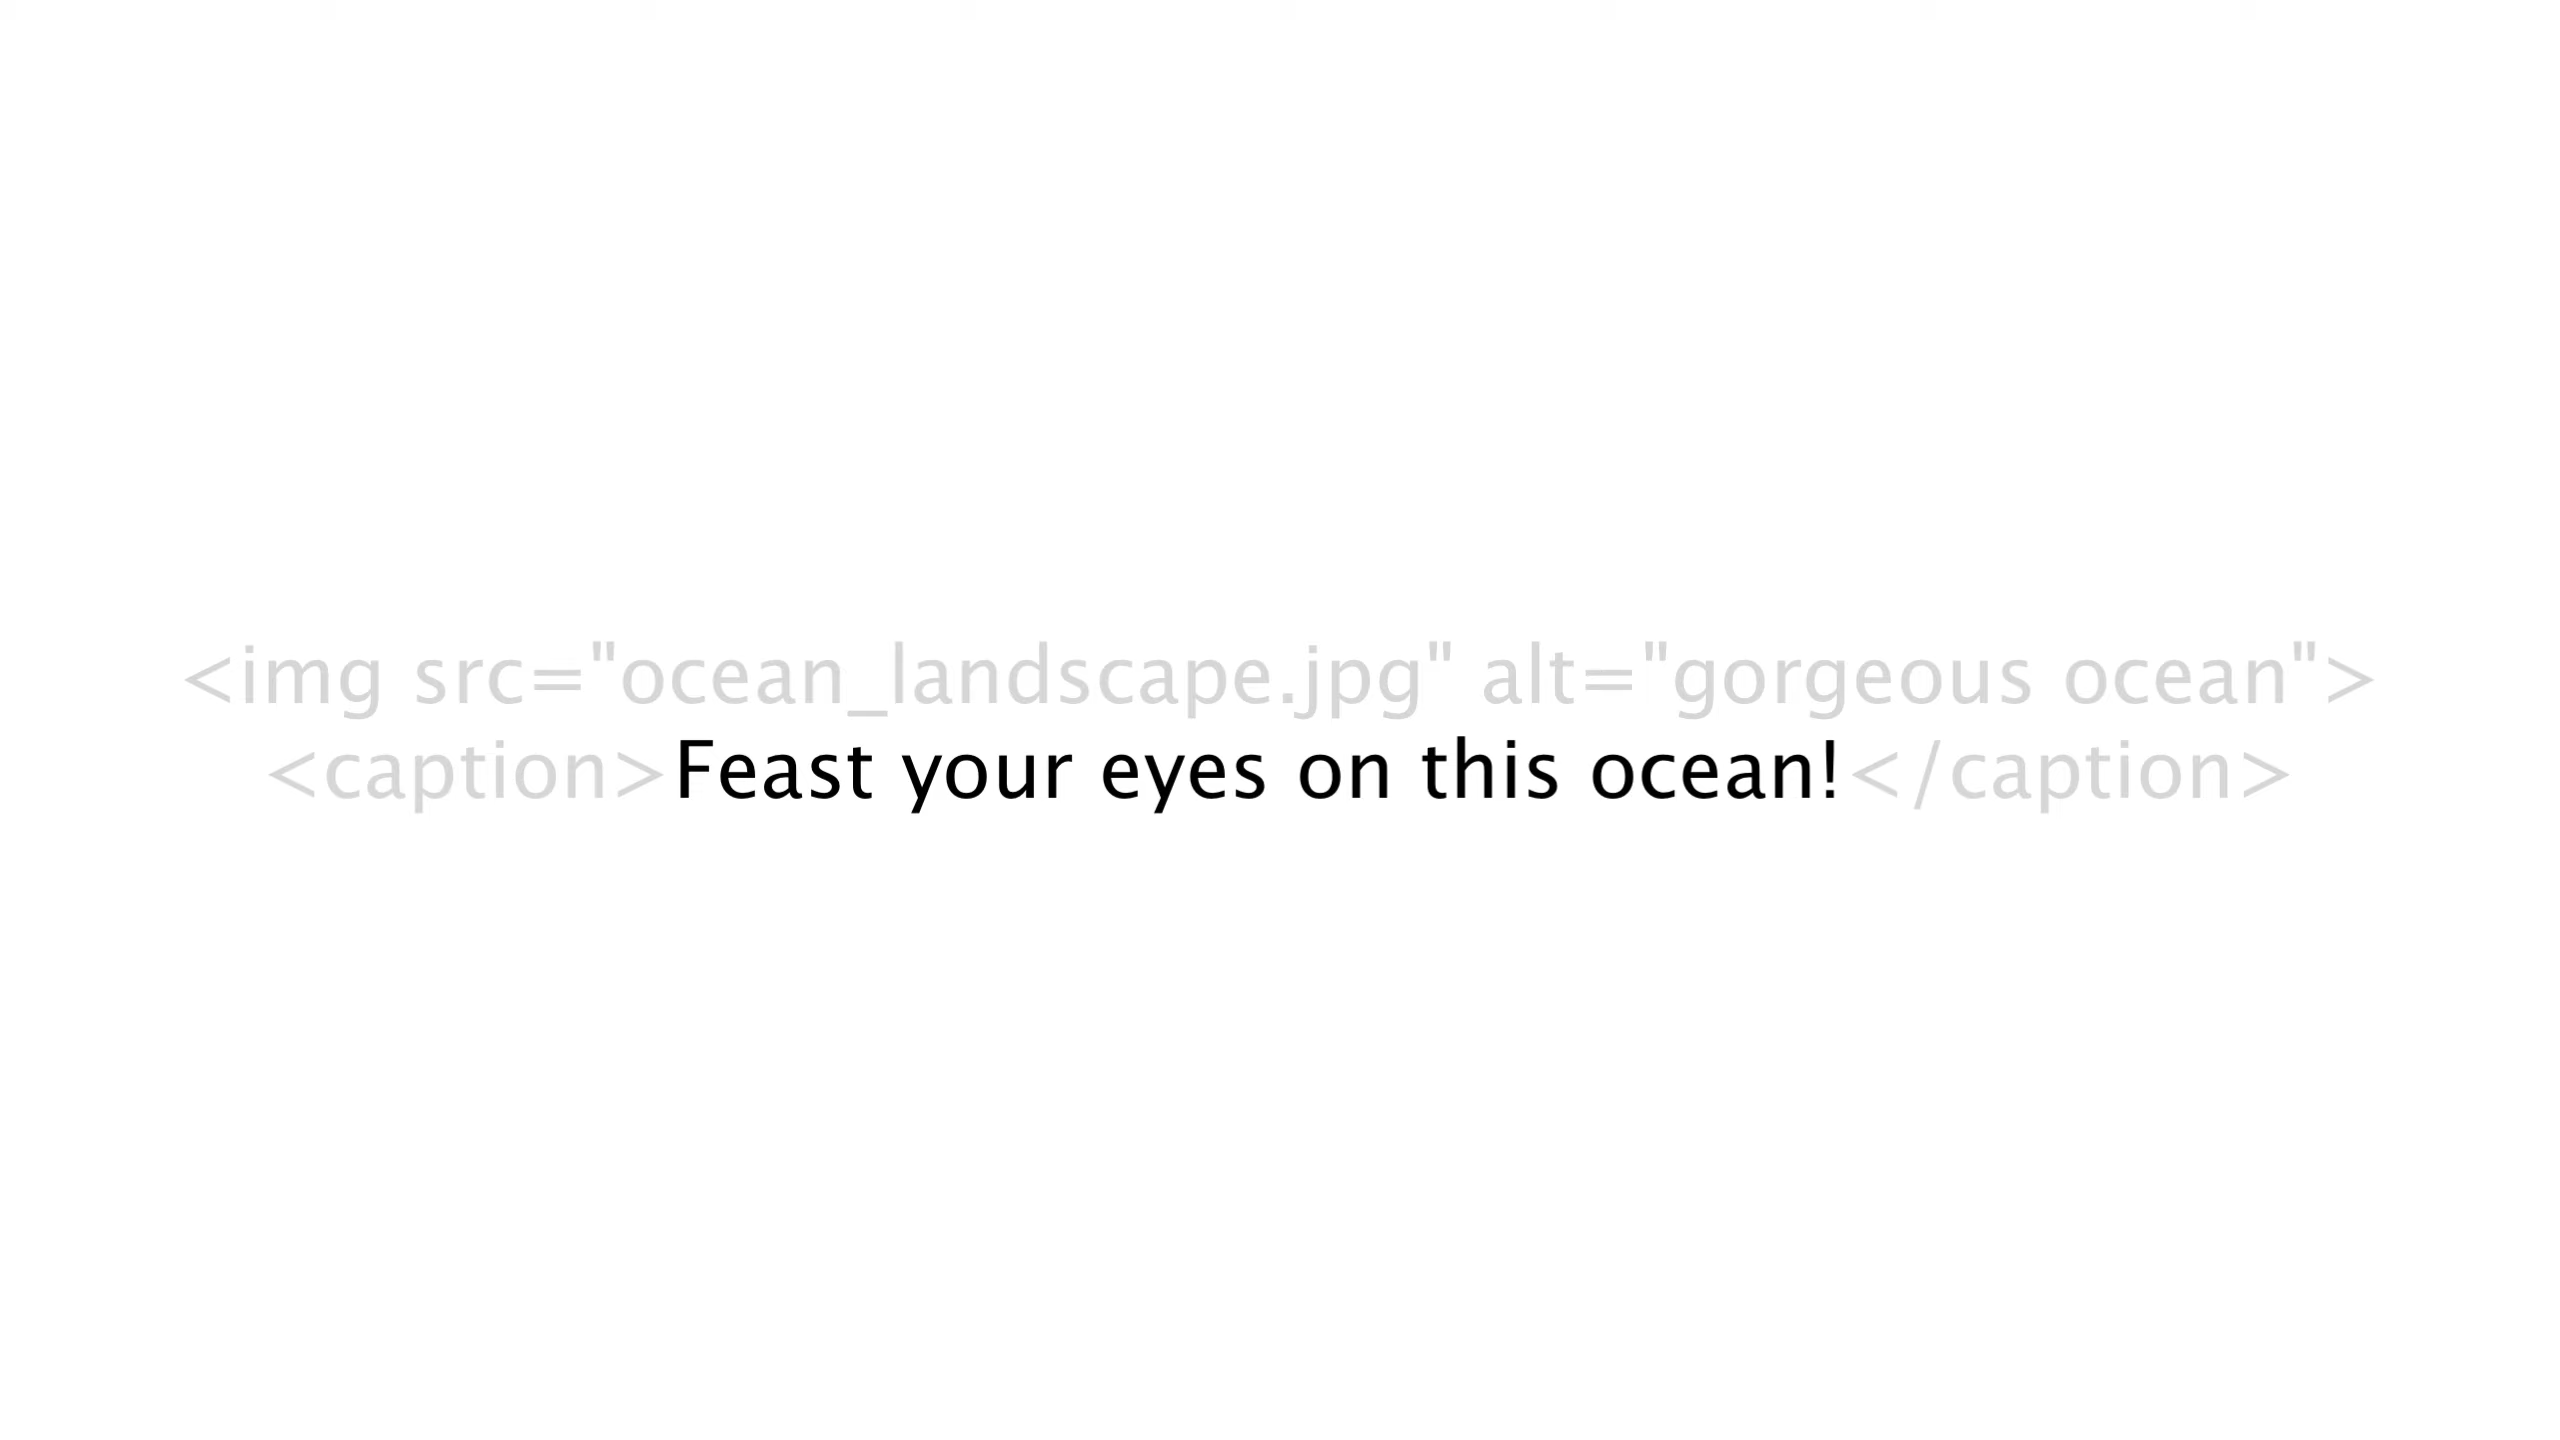 <img src="ocean_landscape.jpg" alt="gorgeous ocean">
<caption>Feast your eyes on this ocean!</caption>